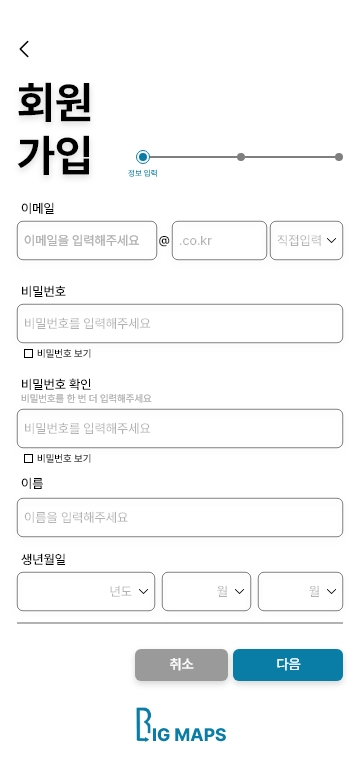 회원
가입
정보 입력
이메일
이메일을 입력해주세요 @ .co.kr 직접입력
비밀번호
비밀번호를 입력해주세요
비밀번호 보기
비밀번호 확인
비밀번호를 한 번 더 입력해주세요
비밀번호를 입력해주세요
비밀번호 보기
이름
이름을 입력해주세요
생년월일
년도 월 월
취소 다음
BIG MAPS